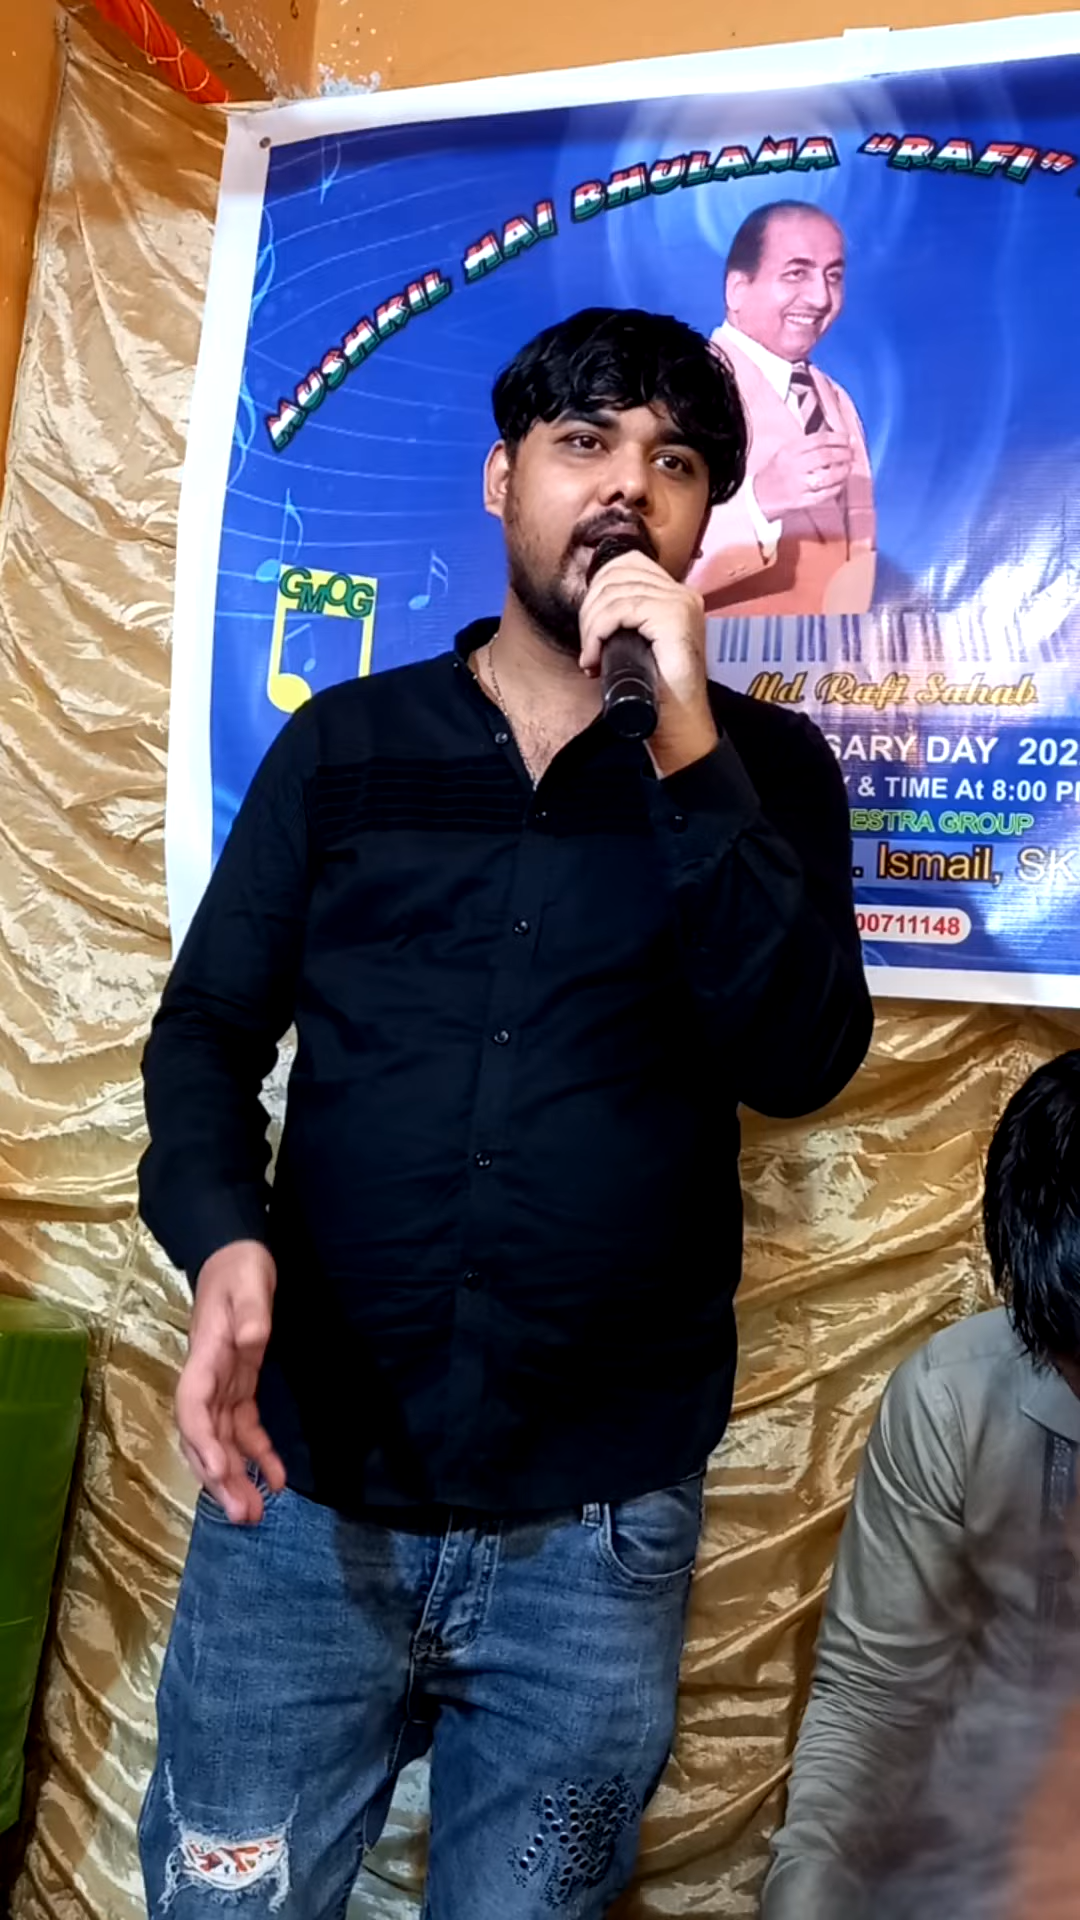 MUSHKIL HAI BHULANA "RAFI"
GMOG
Md Rafi Sahab
SARY DAY 202
& TIME At 8:00 P
ESTRA GROUP
. Ismail, SK
00711148